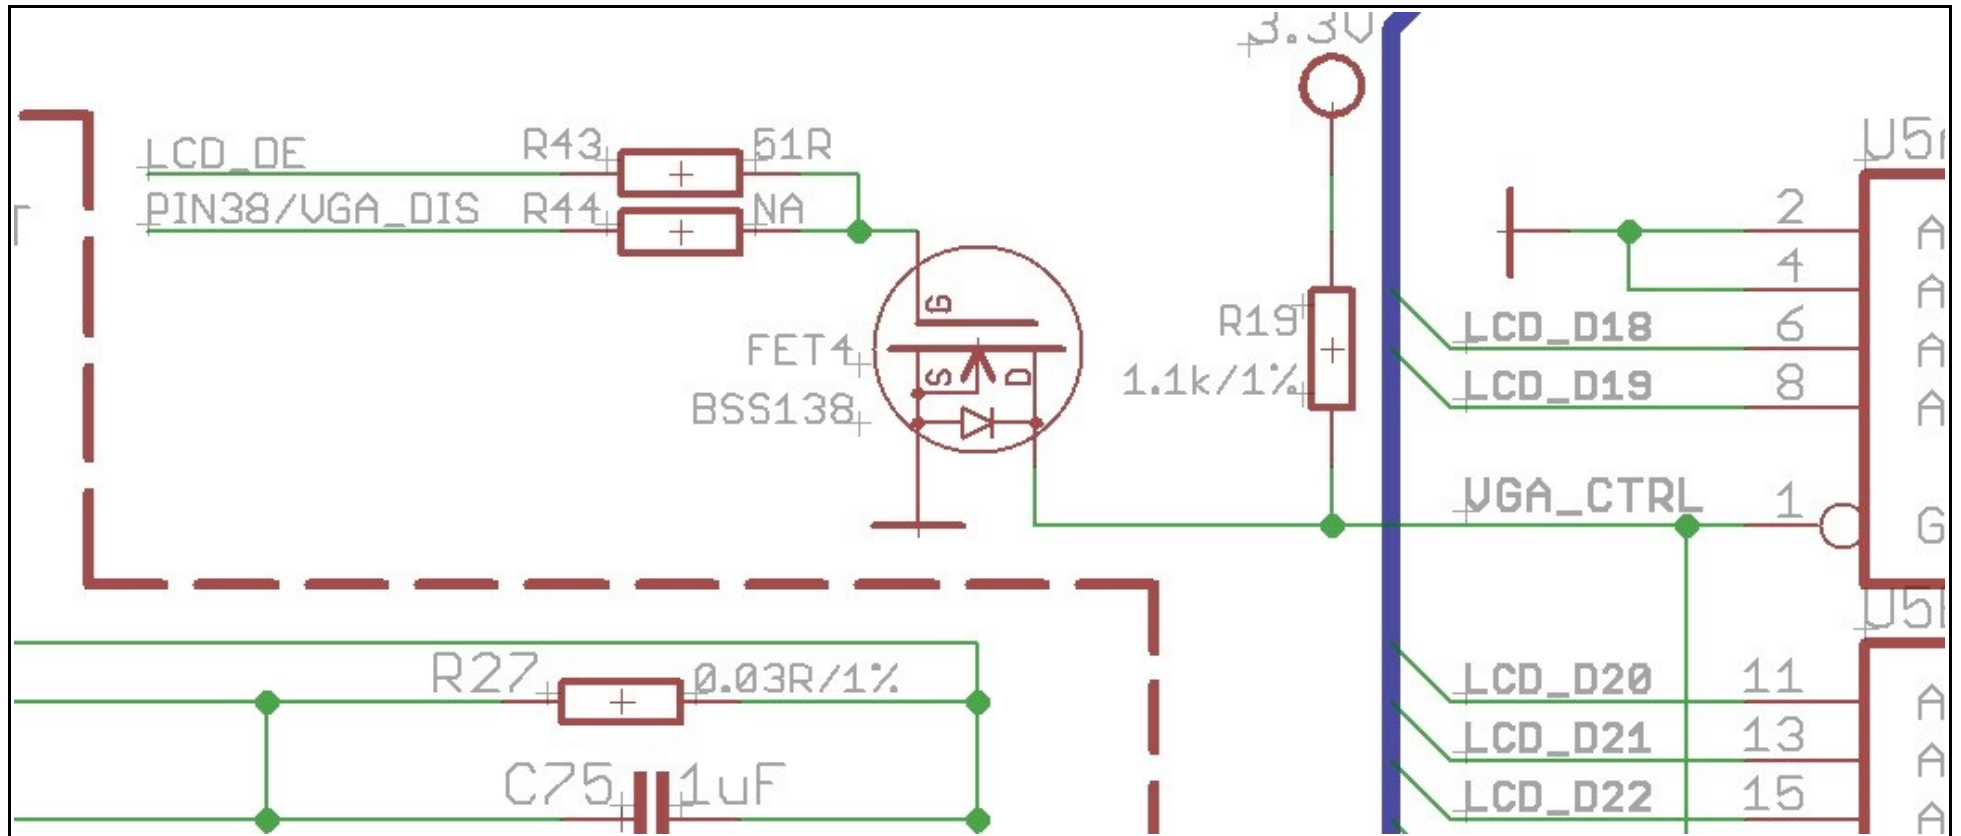 3.3V
LCD_DE R43 51R
PIN38/VGA_DIS R44 NA
U5
2 A
4 A
LCD_D18 6 A
LCD_D19 8 A
G
S D
FET4
BSS138
R19
1.1k/1%
VGA_CTRL 1 G
U5
R27 0.03R/1%
LCD_D20 11 A
LCD_D21 13 A
C75 1uF
LCD_D22 15 A